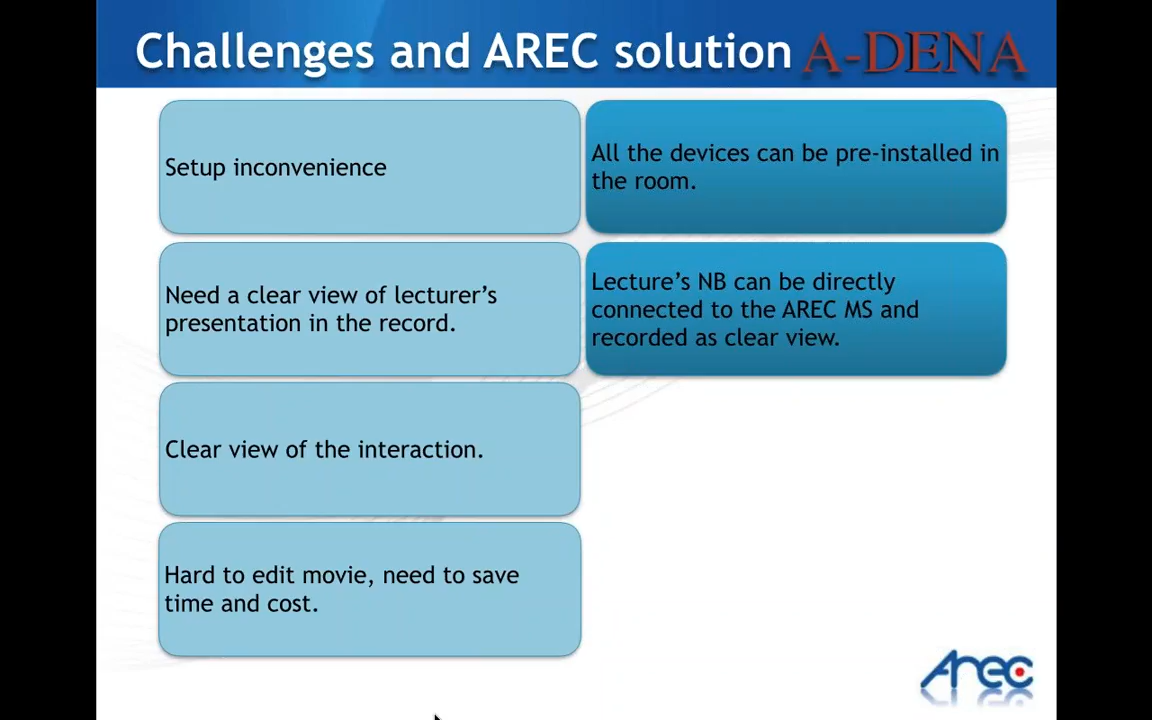 Challenges and AREC solution A-DENA
Setup inconvenience
All the devices can be pre-installed in
the room.
Need a clear view of lecturer’s
presentation in the record.
Lecture’s NB can be directly
connected to the AREC MS and
recorded as clear view.
Clear view of the interaction.
Hard to edit movie, need to save
time and cost.
Arec